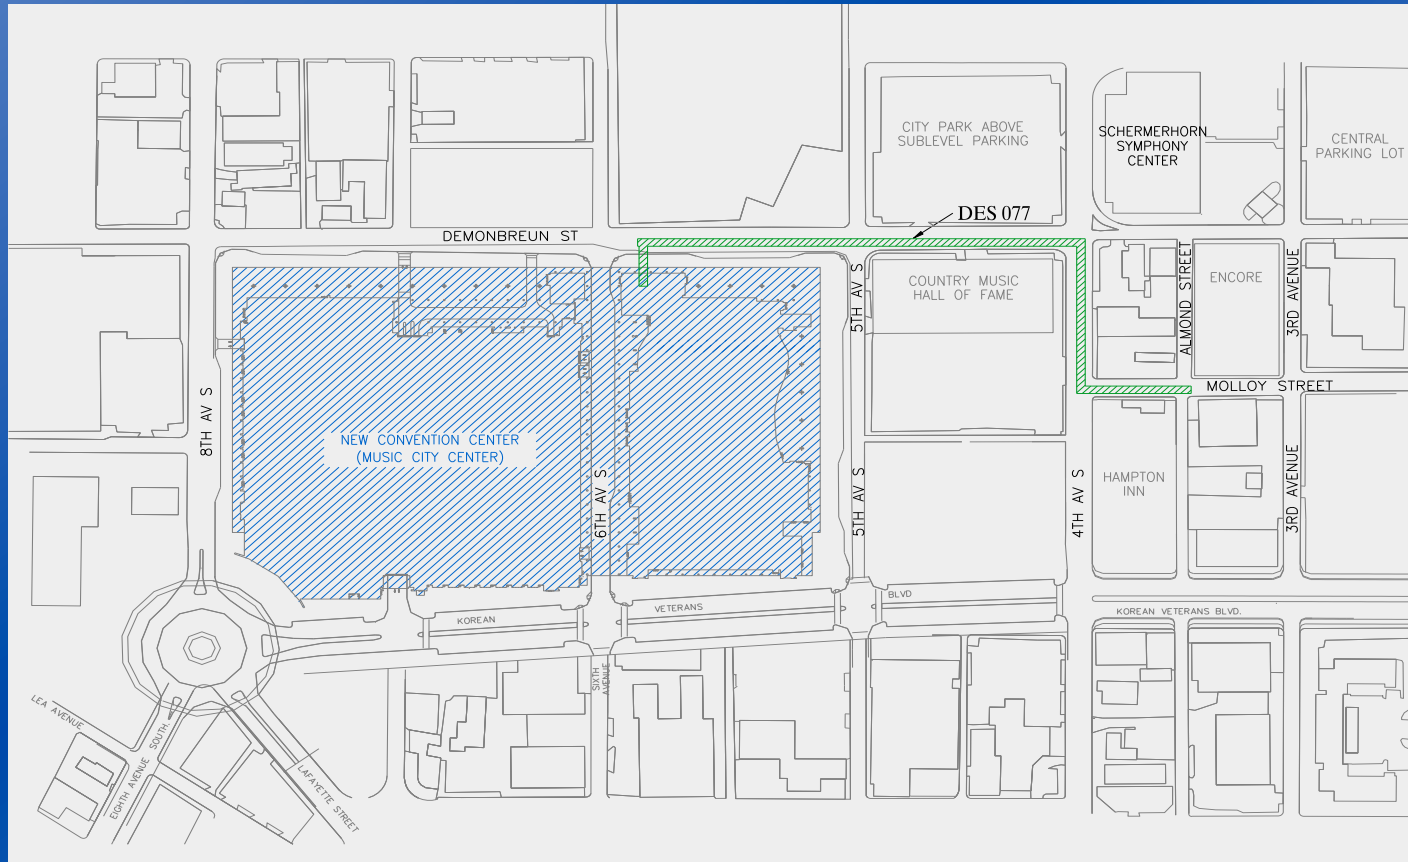 CITY PARK ABOVE
SUBLEVEL PARKING
SCHERMERHORN
SYMPHONY
CENTER
CENTRAL
PARKING LOT
DES 077
DEMONBREUN ST
COUNTRY MUSIC
HALL OF FAME
5TH AV S
ALMOND STREET
ENCORE
3RD AVENUE
MOLLOY STREET
8TH AV S
NEW CONVENTION CENTER
(MUSIC CITY CENTER)
6TH AV S
5TH AV S
4TH AV S
HAMPTON
INN
3RD AVENUE
KOREAN
VETERANS
BLVD
KOREAN VETERANS BLVD.
SIXTH
AVENUE
LEA AVENUE
EIGHTH AVENUE SOUTH.
LAFAYETTE STREET